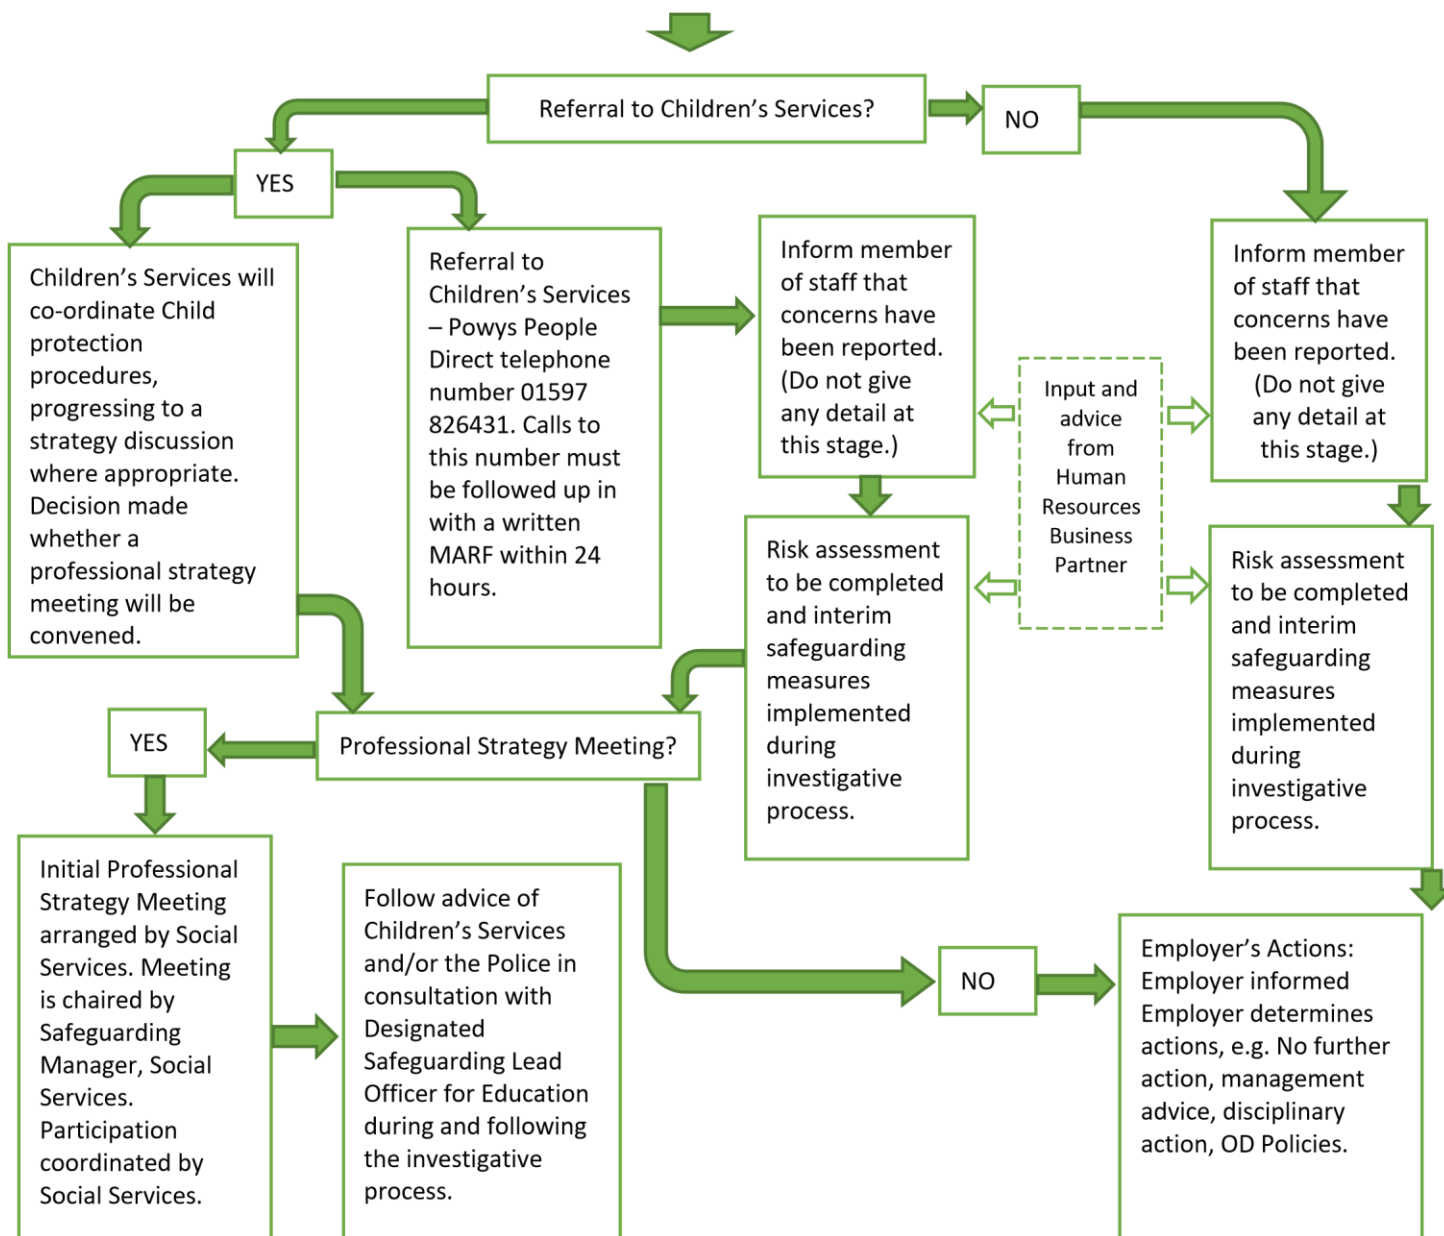 Referral to Children’s Services?
NO
YES
Children’s Services will
co-ordinate Child
protection
procedures,
progressing to a
strategy discussion
where appropriate.
Decision made
whether a
professional strategy
meeting will be
convened.
Referral to
Children’s Services
– Powys People
Direct telephone
number 01597
826431. Calls to
this number must
be followed up in
with a written
MARF within 24
hours.
Inform member
of staff that
concerns have
been reported.
(Do not give
any detail at
this stage.)
Input and
advice
from
Human
Resources
Business
Partner
Inform member
of staff that
concerns have
been reported.
(Do not give
any detail at
this stage.)
Risk assessment
to be completed
and interim
safeguarding
measures
implemented
during
investigative
process.
Risk assessment
to be completed
and interim
safeguarding
measures
implemented
during
investigative
process.
Professional Strategy Meeting?
YES
Initial Professional
Strategy Meeting
arranged by Social
Services. Meeting
is chaired by
Safeguarding
Manager, Social
Services.
Participation
coordinated by
Social Services.
Follow advice of
Children’s Services
and/or the Police in
consultation with
Designated
Safeguarding Lead
Officer for Education
during and following
the investigative
process.
NO
Employer’s Actions:
Employer informed
Employer determines
actions, e.g. No further
action, management
advice, disciplinary
action, OD Policies.